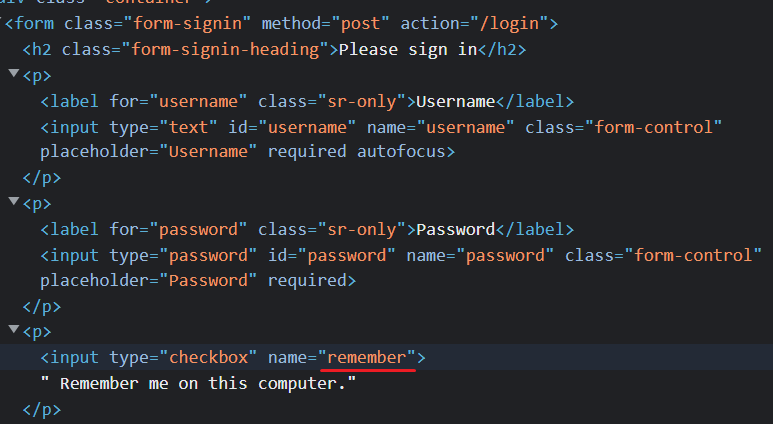 <div class="container">
<form class="form-signin" method="post" action="/login">
<h2 class="form-signin-heading">Please sign in</h2>
<p>
<label for="username" class="sr-only">Username</label>
<input type="text" id="username" name="username" class="form-control"
placeholder="Username" required autofocus>
</p>
<p>
<label for="password" class="sr-only">Password</label>
<input type="password" id="password" name="password" class="form-control"
placeholder="Password" required>
</p>
<p>
<input type="checkbox" name="remember">
" Remember me on this computer."
</p>